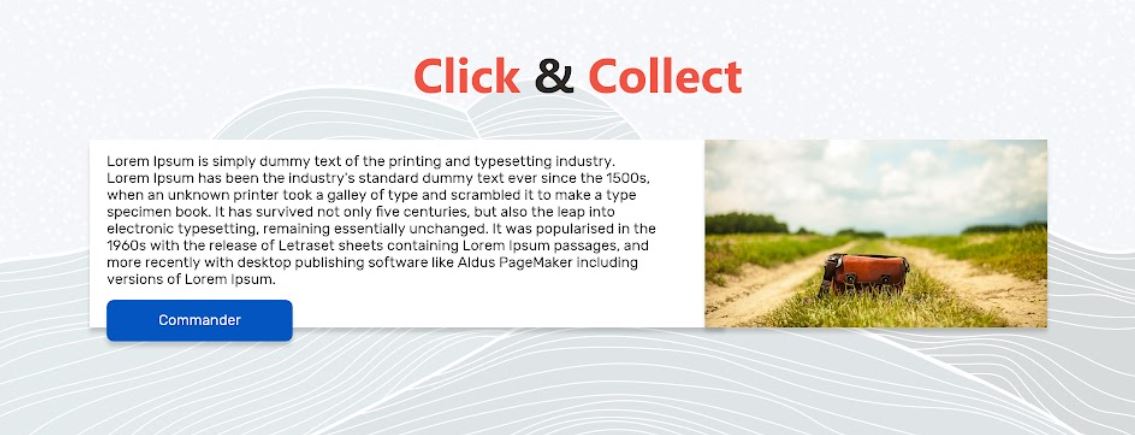 Click & Collect
Lorem Ipsum is simply dummy text of the printing and typesetting industry.
Lorem Ipsum has been the industry's standard dummy text ever since the 1500s,
when an unknown printer took a galley of type and scrambled it to make a type
specimen book. It has survived not only five centuries, but also the leap into
electronic typesetting, remaining essentially unchanged. It was popularised in the
1960s with the release of Letraset sheets containing Lorem Ipsum passages, and
more recently with desktop publishing software like Aldus PageMaker including
versions of Lorem Ipsum.
Commander